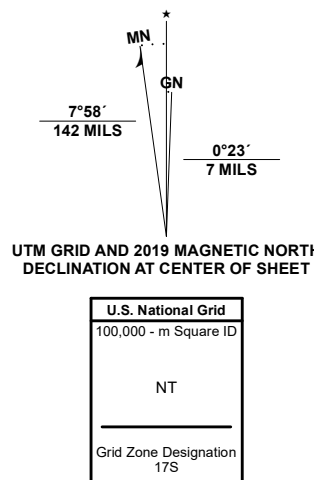 ★
MN
GN
7°58´
142 MILS
0°23´
7 MILS
UTM GRID AND 2019 MAGNETIC NORTH
DECLINATION AT CENTER OF SHEET
U.S. National Grid
100,000 - m Square ID
NT
Grid Zone Designation
17S